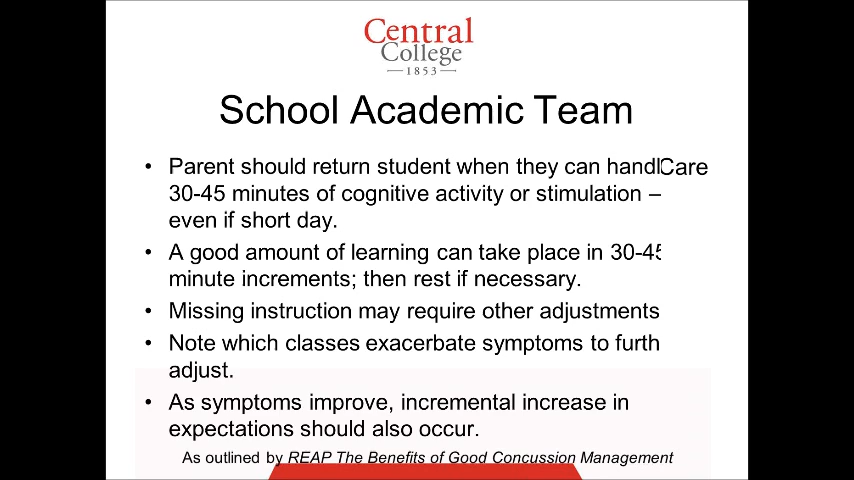 Central
College
1853
School Academic Team
• Parent should return student when they can handl Care
30-45 minutes of cognitive activity or stimulation –
even if short day.
• A good amount of learning can take place in 30-45
minute increments; then rest if necessary.
• Missing instruction may require other adjustments
• Note which classes exacerbate symptoms to furth
adjust.
• As symptoms improve, incremental increase in
expectations should also occur.
As outlined by REAP The Benefits of Good Concussion Management